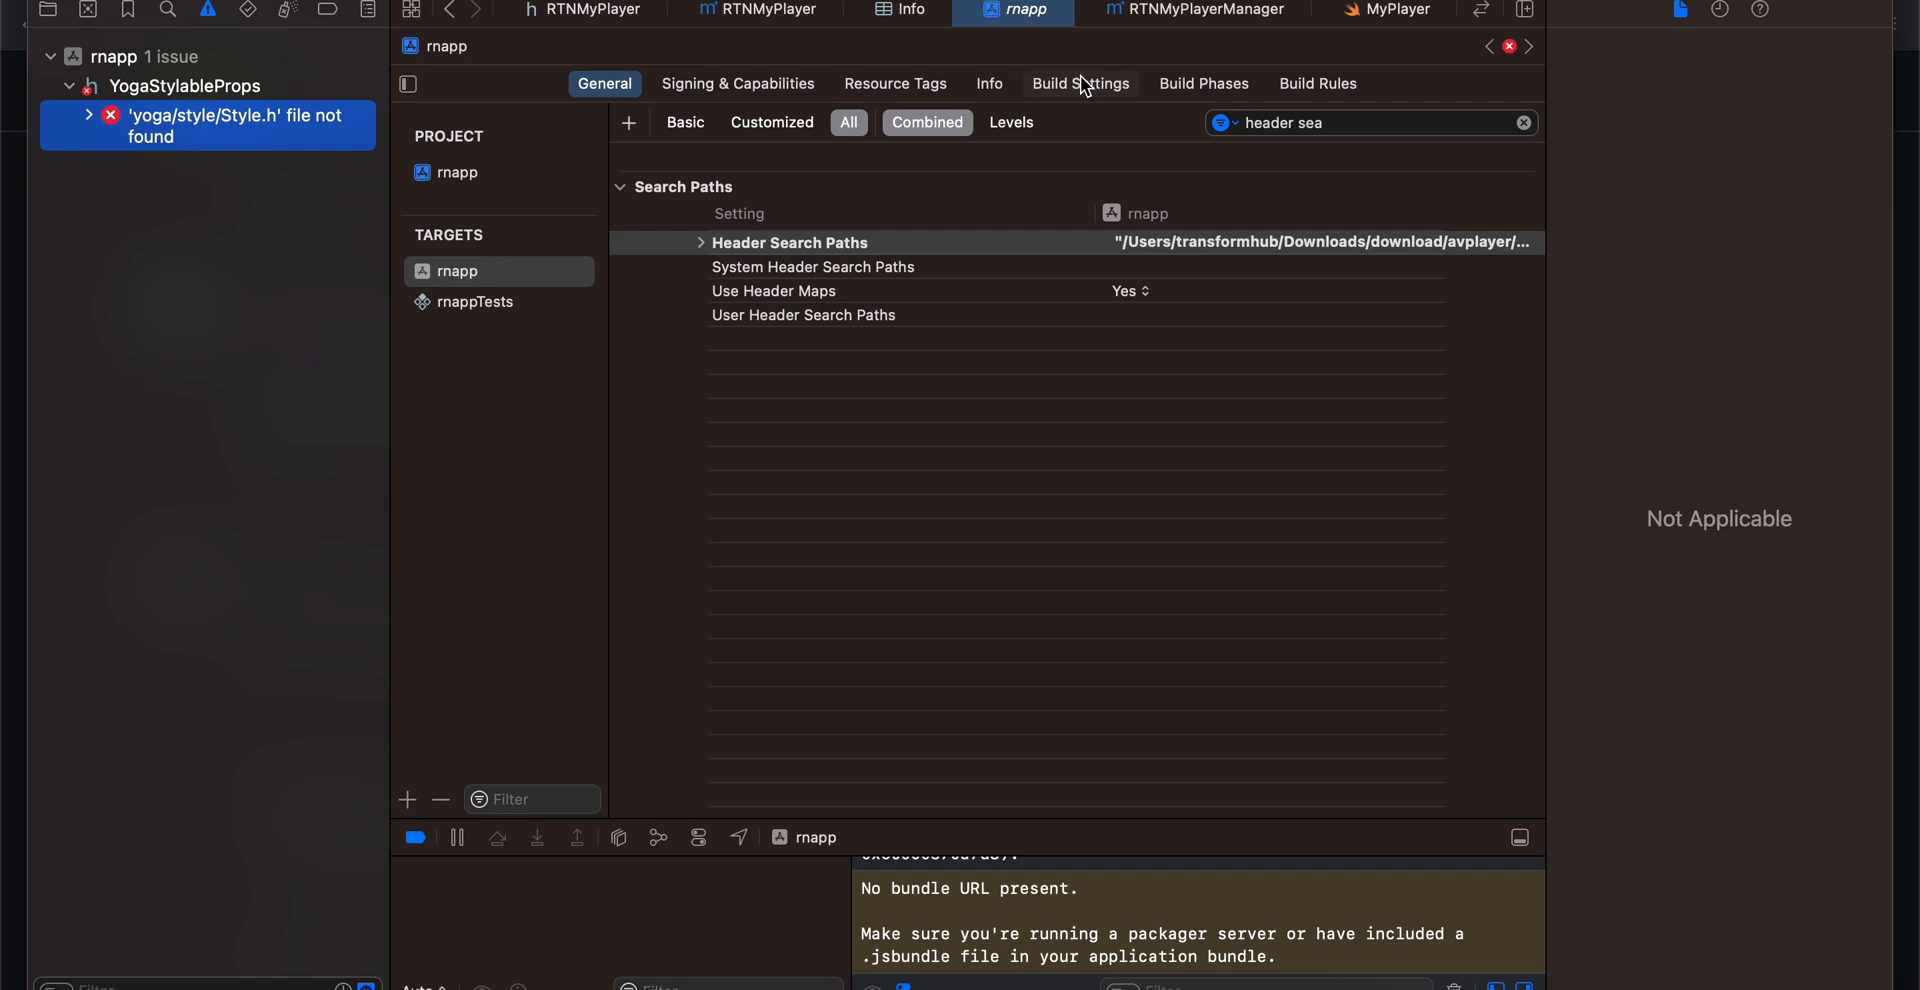 RTNMyPlayer
RTNMyPlayer
Info
rnapp
RTNMyPlayerManager
MyPlayer
rnapp 1 issue
YogaStylableProps
'yoga/style/Style.h' file not
found
rnapp
General
Signing & Capabilities
Resource Tags
Info
Build Settings
Build Phases
Build Rules
PROJECT
rnapp
TARGETS
rnapp
rnappTests
Filter
Basic
Customized
All
Combined
Levels
header sea
Search Paths
Setting
rnapp
Header Search Paths
"/Users/transformhub/Downloads/download/avplayer/...
System Header Search Paths
Use Header Maps
Yes
User Header Search Paths
Not Applicable
rnapp
No bundle URL present.
Make sure you're running a packager server or have included a
.jsbundle file in your application bundle.
Filter
Auto
Filter
Filter